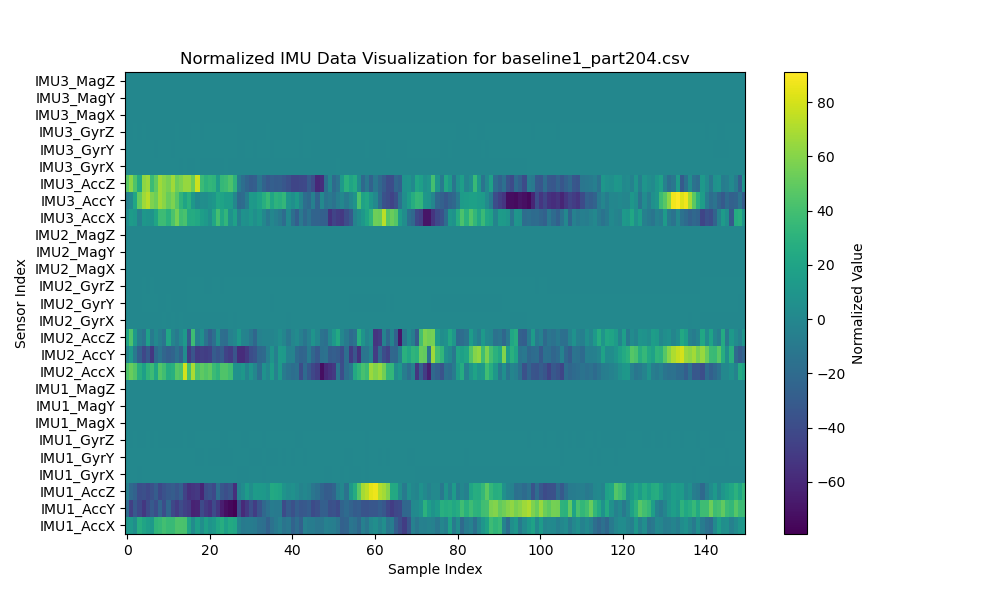 Normalized IMU Data Visualization for baseline1_part204.csv
IMU3_MagZ
IMU3_MagY
IMU3_MagX
IMU3_GyrZ
IMU3_GyrY
IMU3_GyrX
IMU3_AccZ
IMU3_AccY
IMU3_AccX
IMU2_MagZ
IMU2_MagY
IMU2_MagX
IMU2_GyrZ
IMU2_GyrY
IMU2_GyrX
IMU2_AccZ
IMU2_AccY
IMU2_AccX
IMU1_MagZ
IMU1_MagY
IMU1_MagX
IMU1_GyrZ
IMU1_GyrY
IMU1_GyrX
IMU1_AccZ
IMU1_AccY
IMU1_AccX
Sensor Index
0 20 40 60 80 100 120 140
Sample Index
80
60
40
20
0
−20
−40
−60
Normalized Value